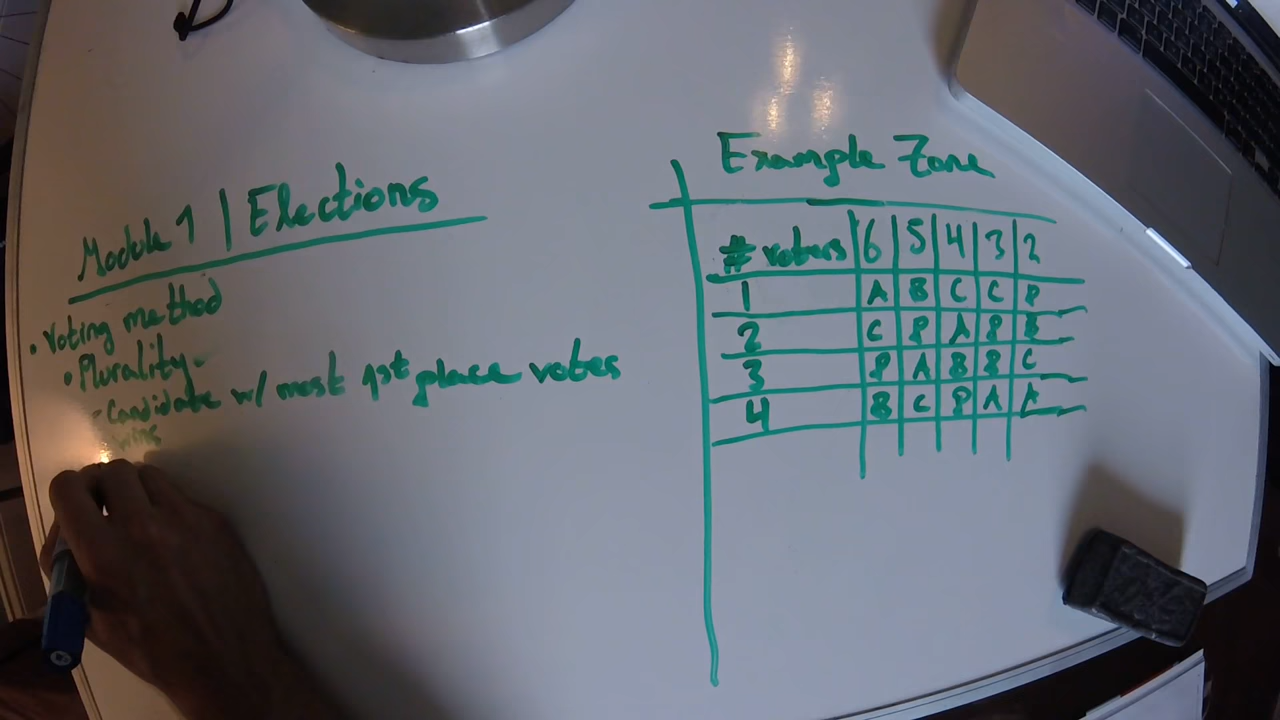 Module 1 | Elections
• Voting method
• Plurality
- Candidate w/ most 1st place votes
wins
Example Zone
# voters 6 5 4 3 2
1 A B C C P
2 C P A P B
3 P A B B C
4 B C P A A